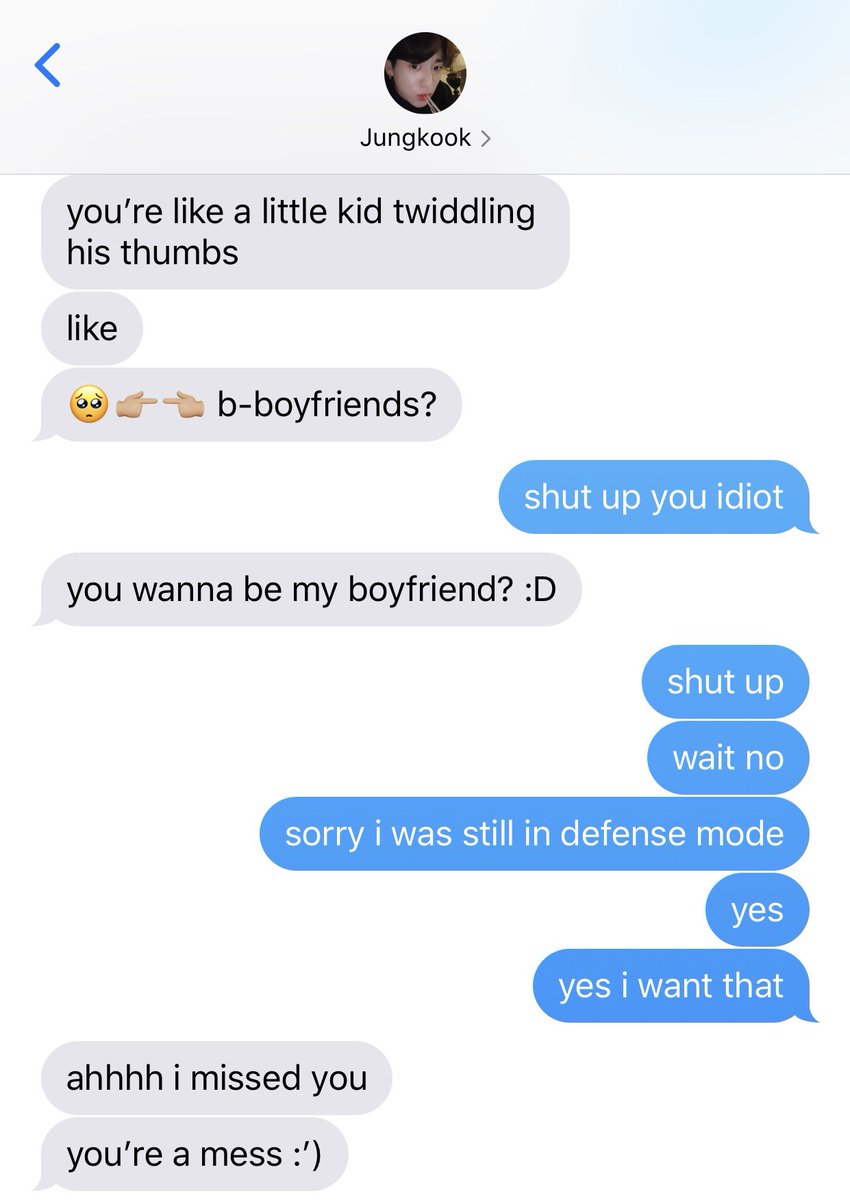 Jungkook
you’re like a little kid twiddling
his thumbs
like
🥺👉🏼👈🏼 b-boyfriends?
shut up you idiot
you wanna be my boyfriend? :D
shut up
wait no
sorry i was still in defense mode
yes
yes i want that
ahhhh i missed you
you’re a mess :’)